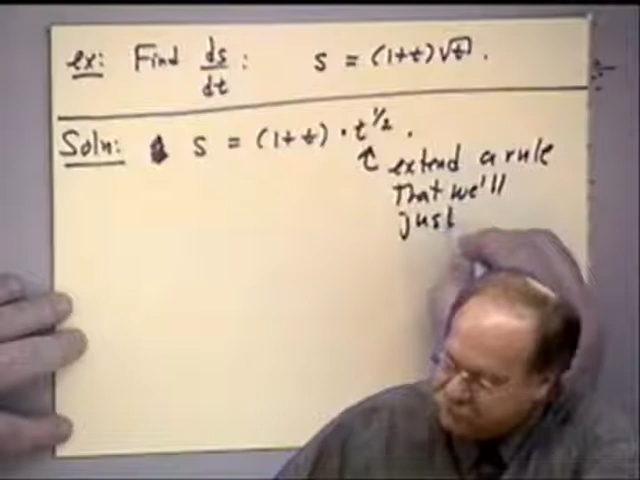 ex: Find ds/dt : s = (1+t)√t .
Soln: s = (1+t) · t^1/2 .
↑ extend a rule
that we'll
just